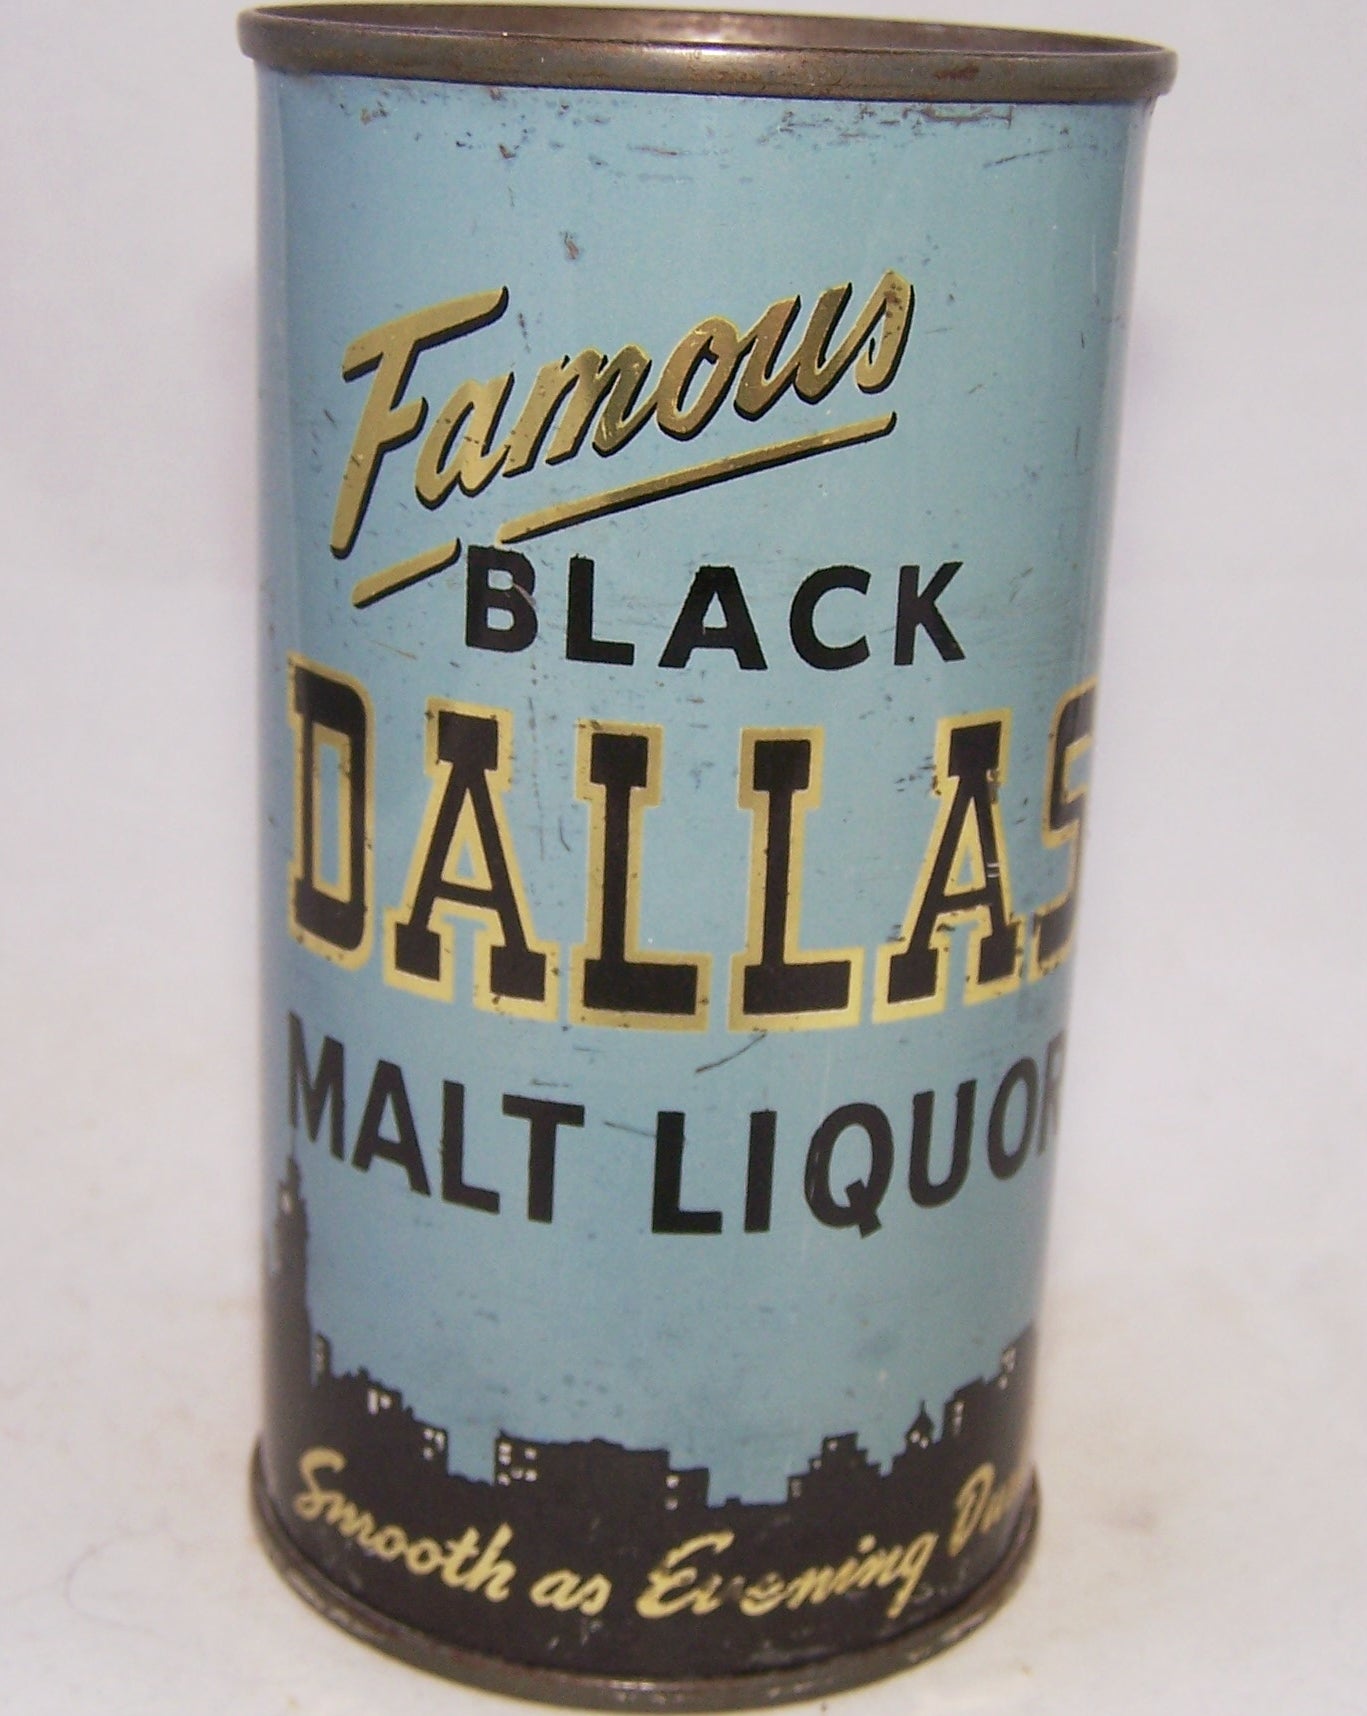 Famous
BLACK
DALLAS
MALT LIQUOR
Smooth as Evening